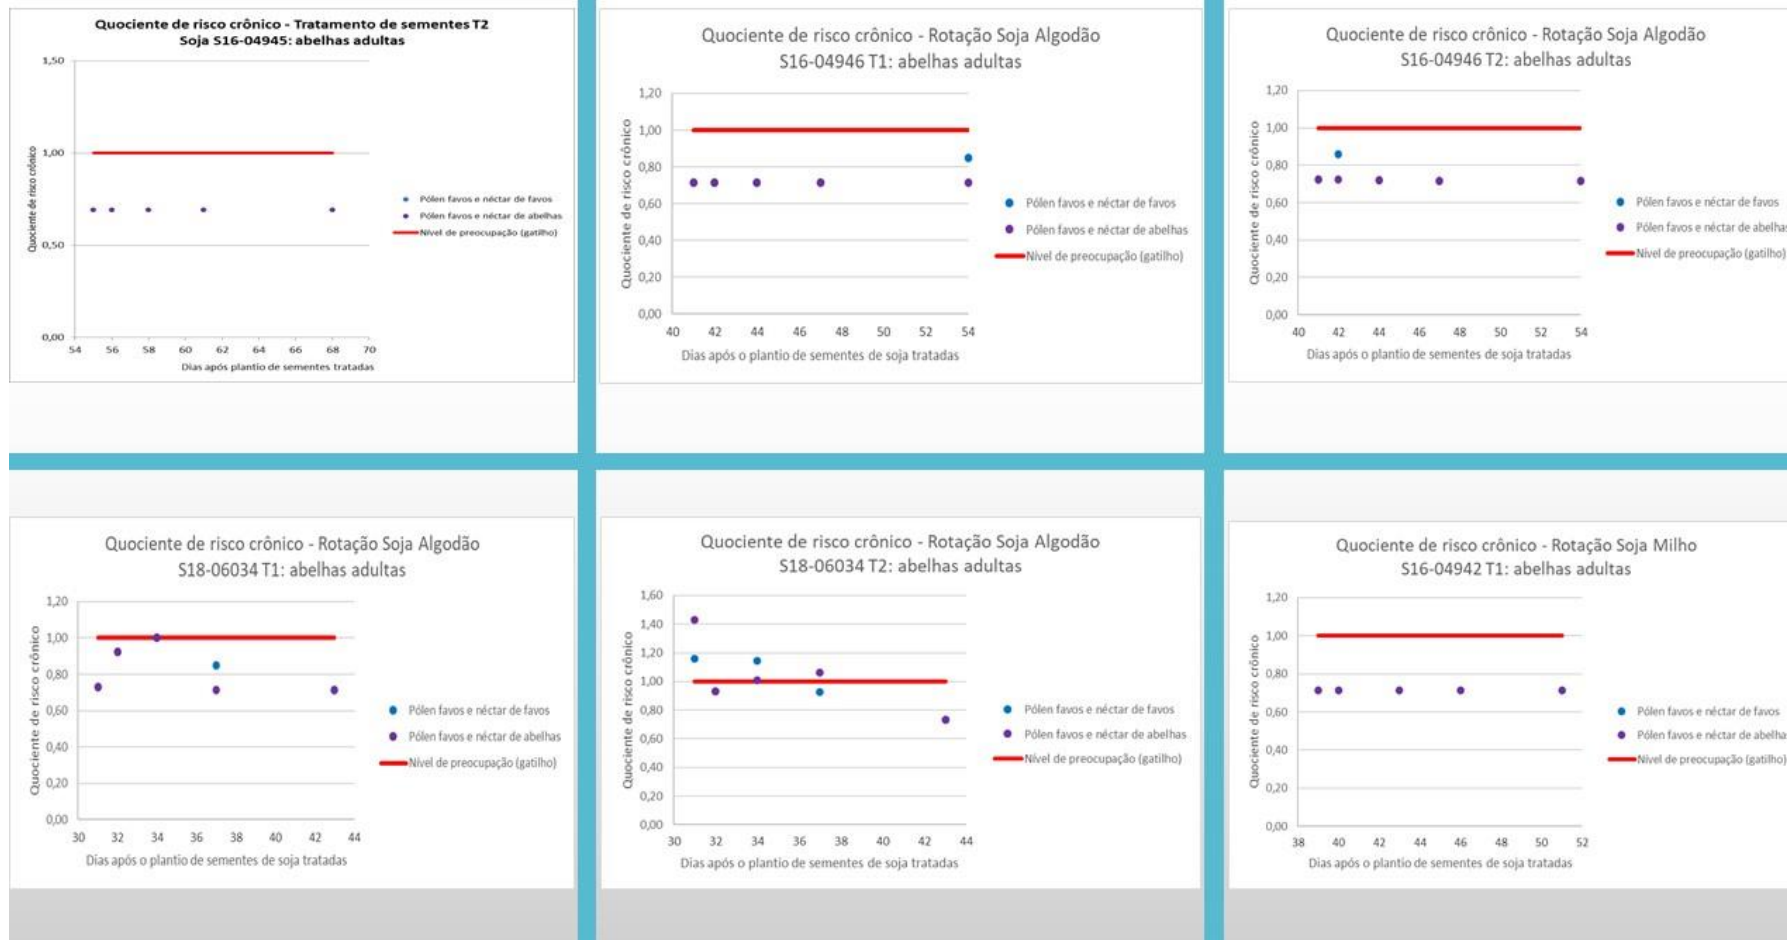 Quociente de risco crônico - Tratamento de sementes T2
Soja S16-04945: abelhas adultas
1,50
1,00
0,50
0,00
Quociente de risco crônico
54 56 58 60 62 64 66 68 70
Dias após plantio de sementes tratadas
Pólen favos e néctar de favos
Pólen favos e néctar de abelhas
Nível de preocupação (gatilho)
Quociente de risco crônico - Rotação Soja Algodão
S16-04946 T1: abelhas adultas
1,20
1,00
0,80
0,60
0,40
0,20
0,00
Quociente de risco crônico
40 42 44 46 48 50 52 54
Dias após o plantio de sementes de soja tratadas
Pólen favos e néctar de favos
Pólen favos e néctar de abelhas
Nível de preocupação (gatilho)
Quociente de risco crônico - Rotação Soja Algodão
S16-04946 T2: abelhas adultas
1,20
1,00
0,80
0,60
0,40
0,20
0,00
Quociente de risco crônico
40 42 44 46 48 50 52 54
Dias após o plantio de sementes de soja tratadas
Pólen favos e néctar de favos
Pólen favos e néctar de abelhas
Nível de preocupação (gatilho)
Quociente de risco crônico - Rotação Soja Algodão
S18-06034 T1: abelhas adultas
1,20
1,00
0,80
0,60
0,40
0,20
0,00
Quociente de risco crônico
30 32 34 36 38 40 42 44
Dias após o plantio de sementes de soja tratadas
Pólen favos e néctar de favos
Pólen favos e néctar de abelhas
Nível de preocupação (gatilho)
Quociente de risco crônico - Rotação Soja Algodão
S18-06034 T2: abelhas adultas
1,60
1,40
1,20
1,00
0,80
0,60
0,40
0,20
0,00
Quociente de risco crônico
30 32 34 36 38 40 42 44
Dias após o plantio de sementes de soja tratadas
Pólen favos e néctar de favos
Pólen favos e néctar de abelhas
Nível de preocupação (gatilho)
Quociente de risco crônico - Rotação Soja Milho
S16-04942 T1: abelhas adultas
1,20
1,00
0,80
0,60
0,40
0,20
0,00
Quociente de risco crônico
38 40 42 44 46 48 50 52
Dias após o plantio de sementes de soja tratadas
Pólen favos e néctar de favos
Pólen favos e néctar de abelhas
Nível de preocupação (gatilho)